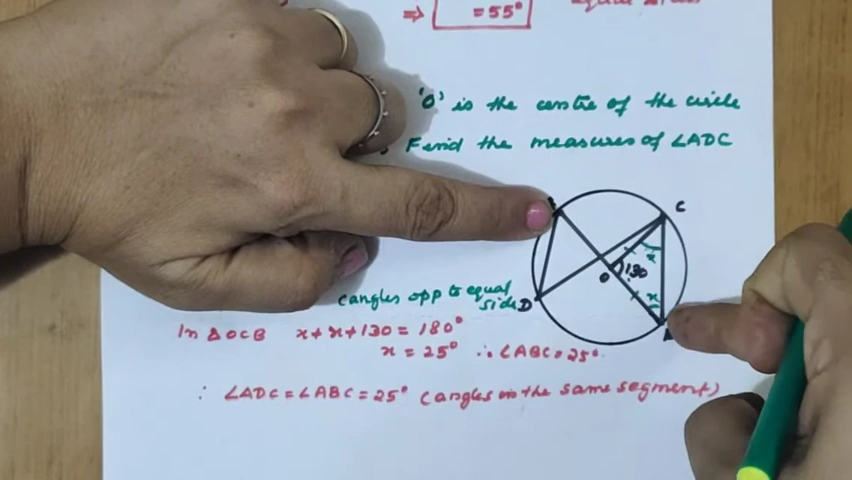 ⇒ = 55°
'O' is the centre of the circle
Find the measures of ∠ADC
C
x
O 130
x
D
(angles opp to equal
sides
In △OCB x+x+130 = 180°
x = 25° ∴ ∠ABC = 25°
∴ ∠ADC = ∠ABC = 25° (angles in the same segment)